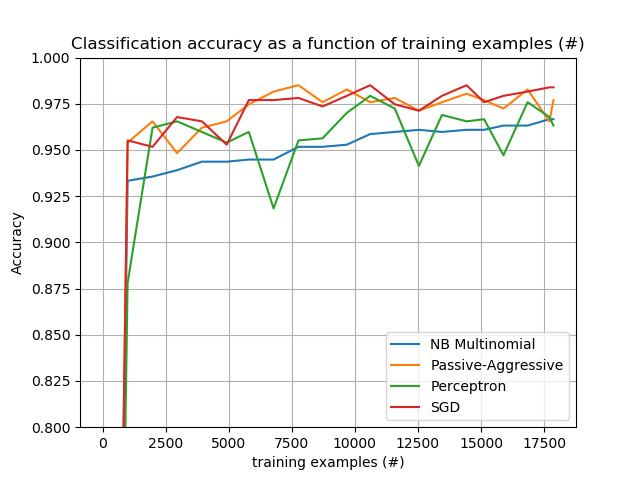 Classification accuracy as a function of training examples (#)
1.000
0.975
0.950
0.925
0.900
0.875
0.850
0.825
0.800
Accuracy
NB Multinomial
Passive-Aggressive
Perceptron
SGD
0 2500 5000 7500 10000 12500 15000 17500
training examples (#)